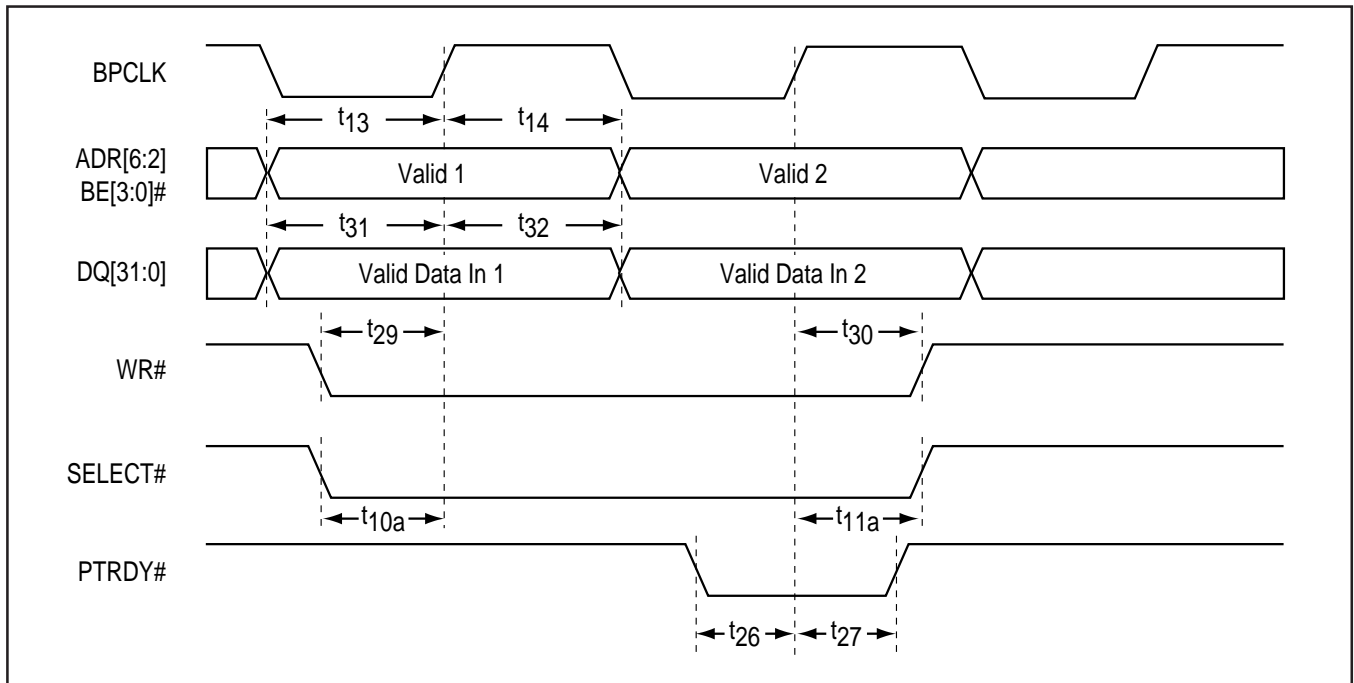 BPCLK
t13 t14
ADR[6:2]
BE[3:0]#
Valid 1 Valid 2
t31 t32
DQ[31:0] Valid Data In 1 Valid Data In 2
t29 t30
WR#
SELECT#
t10a t11a
PTRDY#
t26 t27